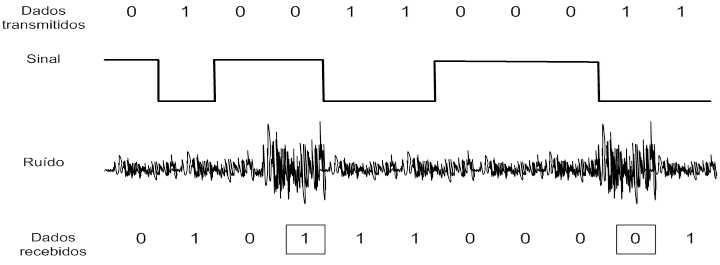 Dados transmitidos 0 1 0 0 1 1 0 0 0 1 1
Sinal
Ruído
Dados recebidos 0 1 0 1 1 1 0 0 0 0 1